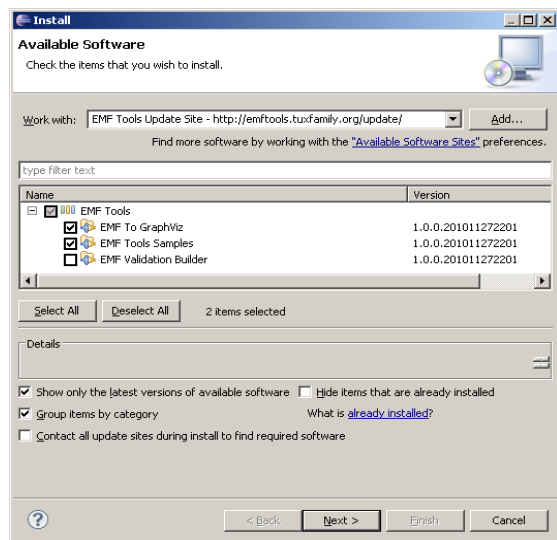 Install
Available Software
Check the items that you wish to install.
Work with: EMF Tools Update Site - http://emftools.tuxfamily.org/update/ Add...
Find more software by working with the "Available Software Sites" preferences.
type filter text
Name Version
EMF Tools
EMF To GraphViz 1.0.0.201011272201
EMF Tools Samples 1.0.0.201011272201
EMF Validation Builder 1.0.0.201011272201
Select All Deselect All 2 items selected
Details
Show only the latest versions of available software Hide items that are already installed
Group items by category What is already installed?
Contact all update sites during install to find required software
? < Back Next > Finish Cancel